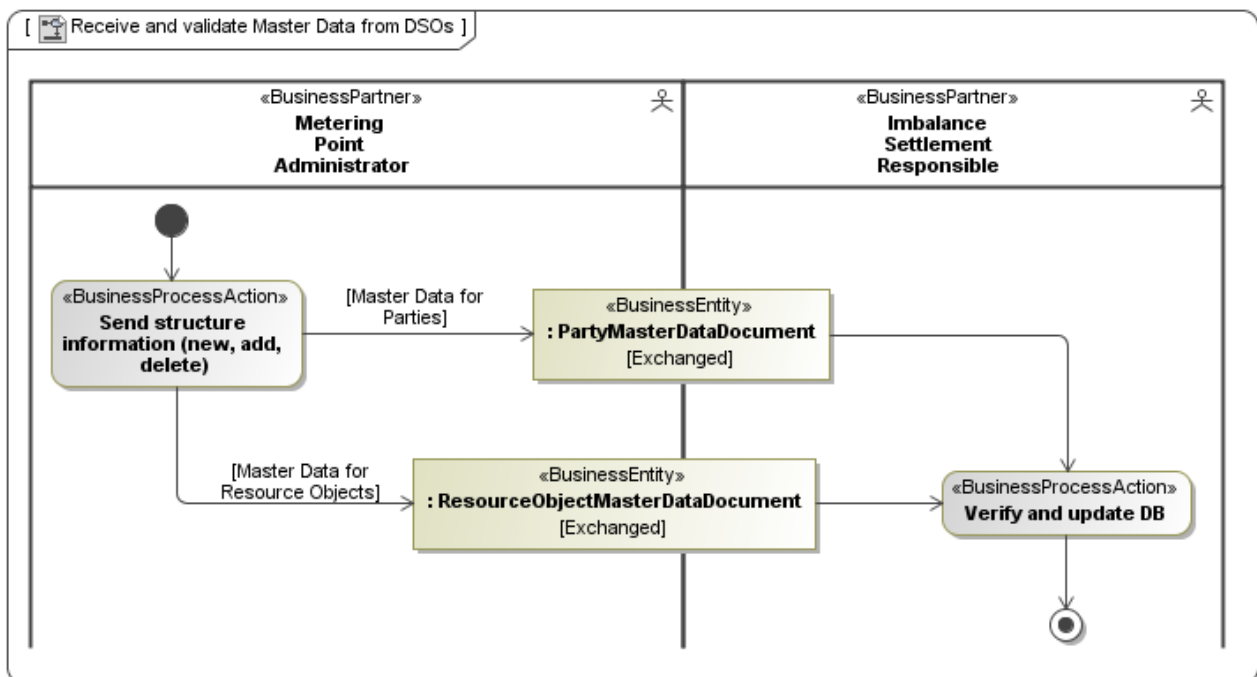 [ Receive and validate Master Data from DSOs ]
«BusinessPartner»
Metering
Point
Administrator
«BusinessPartner»
Imbalance
Settlement
Responsible
«BusinessProcessAction»
Send structure
information (new, add,
delete)
[Master Data for
Parties]
«BusinessEntity»
: PartyMasterDataDocument
[Exchanged]
[Master Data for
Resource Objects]
«BusinessEntity»
: ResourceObjectMasterDataDocument
[Exchanged]
«BusinessProcessAction»
Verify and update DB